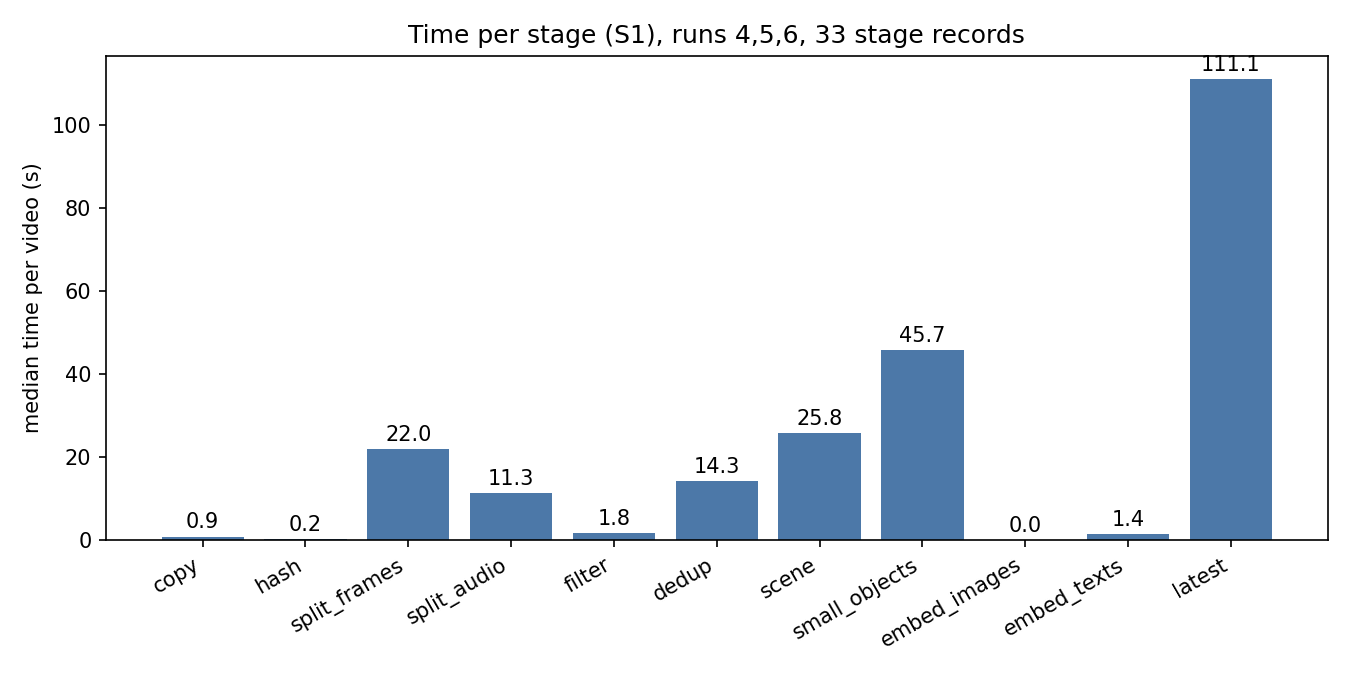 Time per stage (S1), runs 4,5,6, 33 stage records
median time per video (s)
100
80
60
40
20
0
0.9
0.2
22.0
11.3
1.8
14.3
25.8
45.7
0.0
1.4
111.1
copy
hash
split_frames
split_audio
filter
dedup
scene
small_objects
embed_images
embed_texts
latest